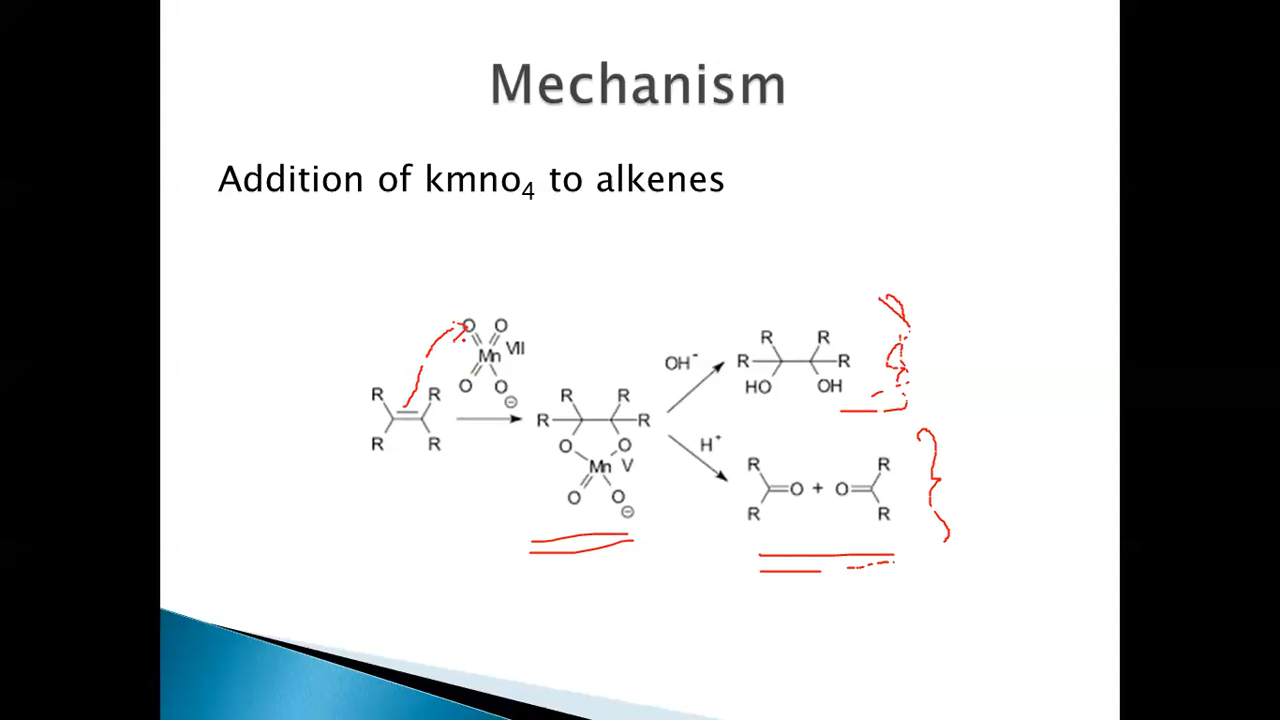 Mechanism
Addition of kmno₄ to alkenes
O O
Mn VII
O O ⊖
R R
R R
R R
R R
O O
Mn V
O O ⊖
OH⁻
R R
R R
HO OH
H⁺
R R
O + O
R R